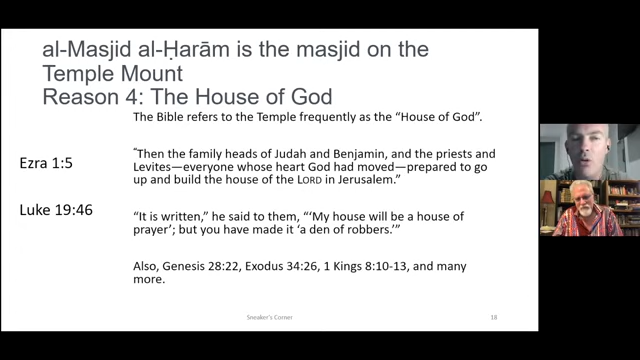 al-Masjid al-Ḥarām is the masjid on the
Temple Mount
Reason 4: The House of God
The Bible refers to the Temple frequently as the “House of God”.
Ezra 1:5
“Then the family heads of Judah and Benjamin, and the priests and
Levites—everyone whose heart God had moved—prepared to go
up and build the house of the LORD in Jerusalem.”
Luke 19:46
“It is written,” he said to them, “‘My house will be a house of
prayer’; but you have made it ‘a den of robbers.’”
Also, Genesis 28:22, Exodus 34:26, 1 Kings 8:10-13, and many
more.
Sneaker's Corner
18